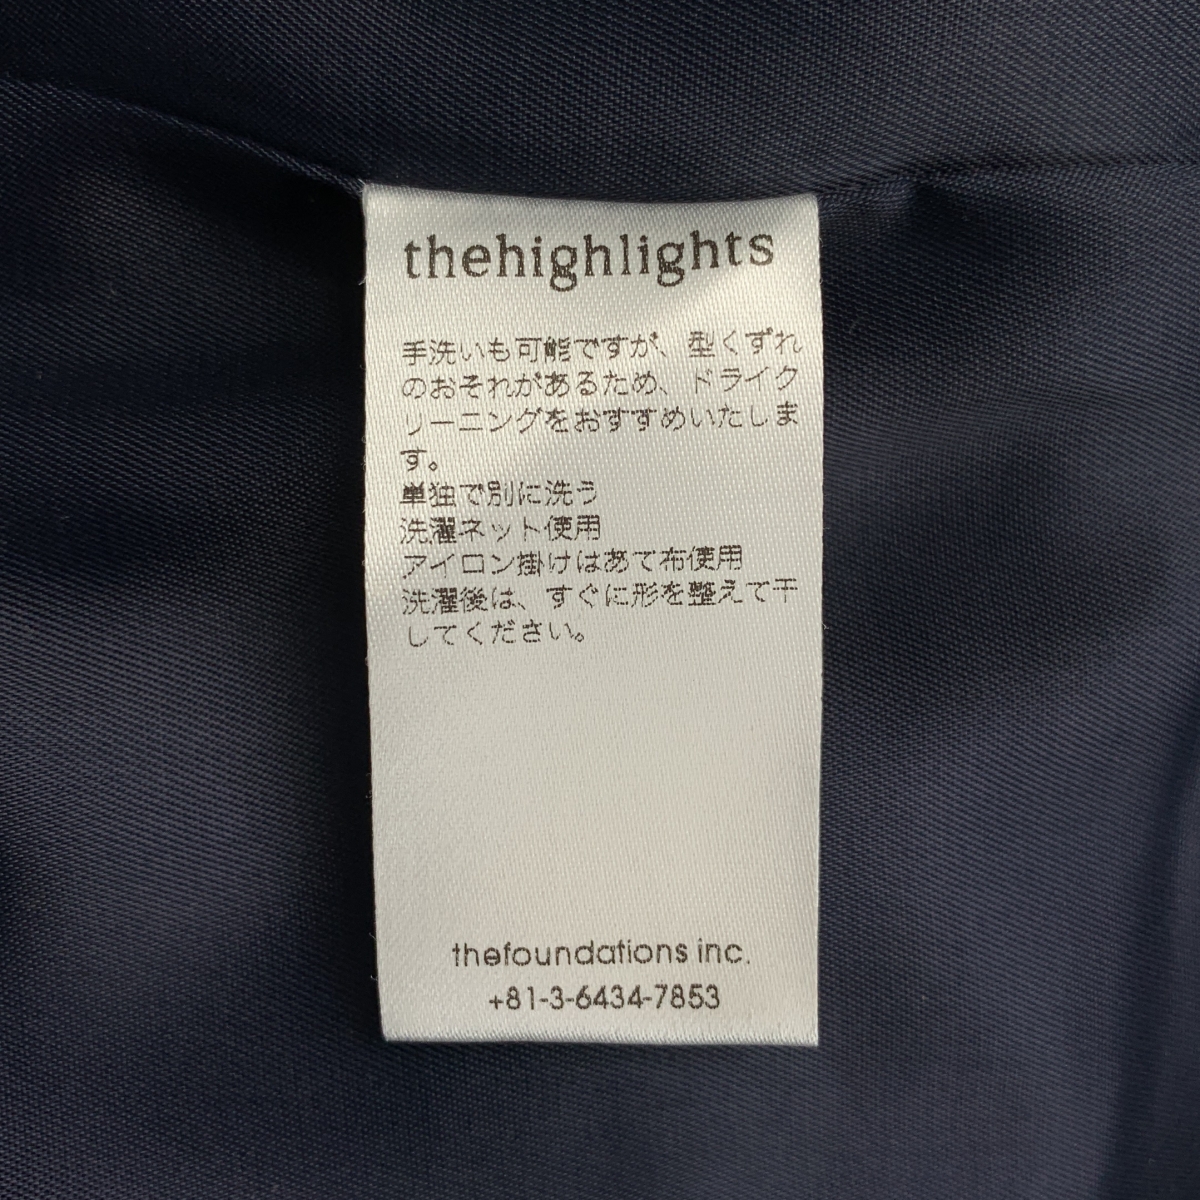 thehighlights
手洗いも可能ですが、型くずれ
のおそれがあるため、ドライク
リーニングをおすすめいたしま
す。
単独で別に洗う
洗濯ネット使用
アイロン掛けはあて布使用
洗濯後は、すぐに形を整えて干
してください。
thefoundations inc.
+81-3-6434-7853